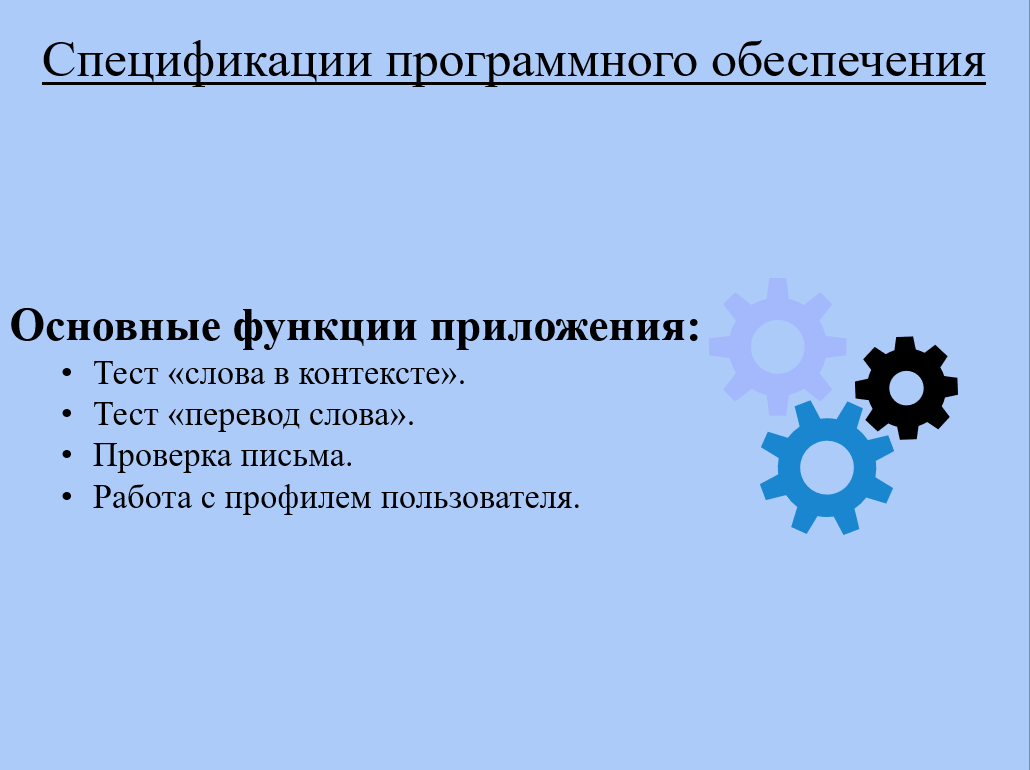 Спецификации программного обеспечения
Основные функции приложения:
• Тест «слова в контексте».
• Тест «перевод слова».
• Проверка письма.
• Работа с профилем пользователя.